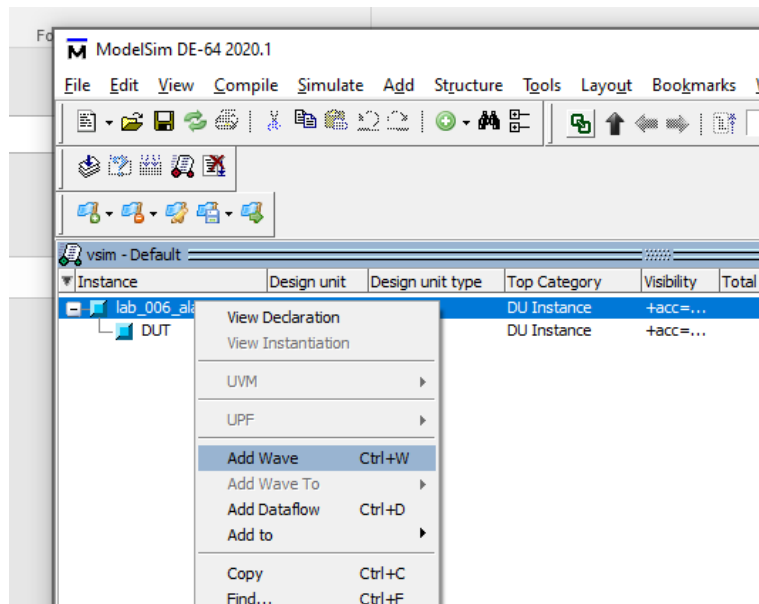 Fo
ModelSim DE-64 2020.1
File Edit View Compile Simulate Add Structure Tools Layout Bookmarks
vsim - Default
Instance Design unit Design unit type Top Category Visibility Total
lab_006_ala DU Instance +acc=...
DUT DU Instance +acc=...
View Declaration
View Instantiation
UVM
UPF
Add Wave Ctrl+W
Add Wave To
Add Dataflow Ctrl+D
Add to
Copy Ctrl+C
Find... Ctrl+F